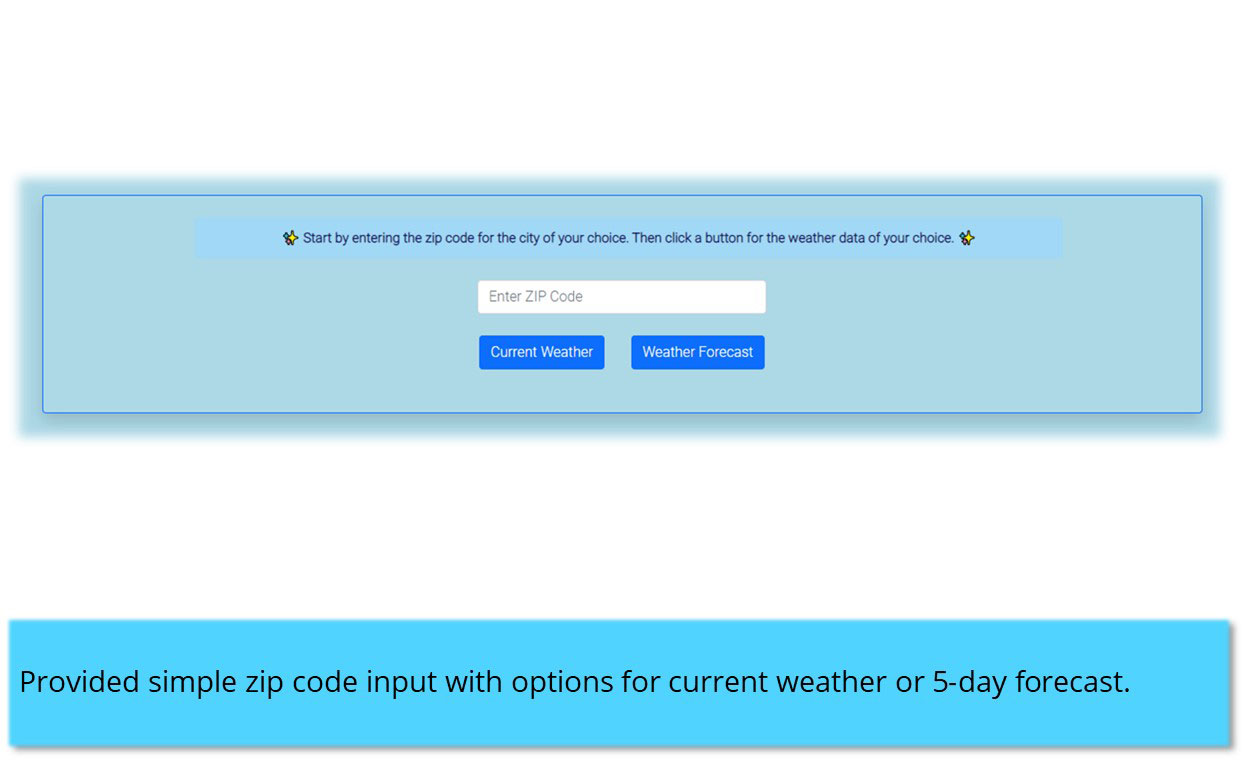 ✨ Start by entering the zip code for the city of your choice. Then click a button for the weather data of your choice. ✨
Enter ZIP Code
Current Weather Weather Forecast
Provided simple zip code input with options for current weather or 5-day forecast.